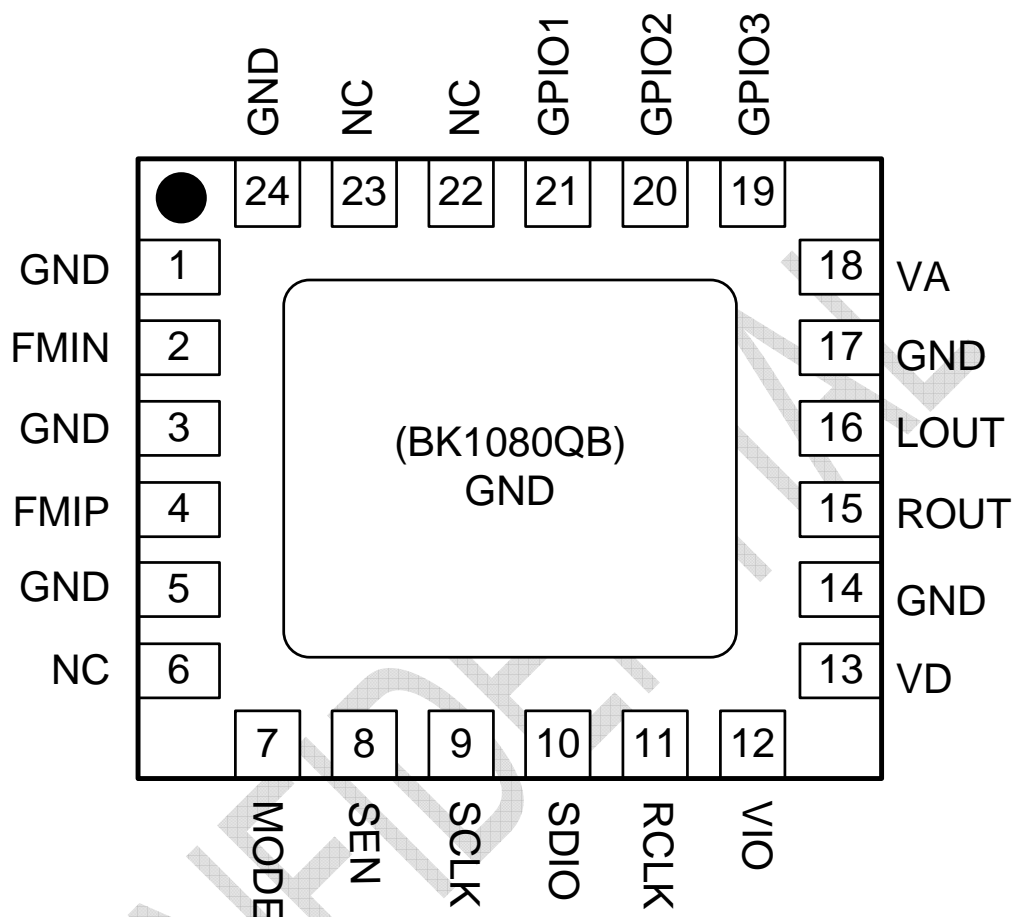 GND
NC
NC
GPIO1
GPIO2
GPIO3
24
23
22
21
20
19
GND 1
FMIN 2
GND 3
FMIP 4
GND 5
NC 6
(BK1080QB)
GND
18 VA
17 GND
16 LOUT
15 ROUT
14 GND
13 VD
7
8
9
10
11
12
MODE
SEN
SCLK
SDIO
RCLK
VIO